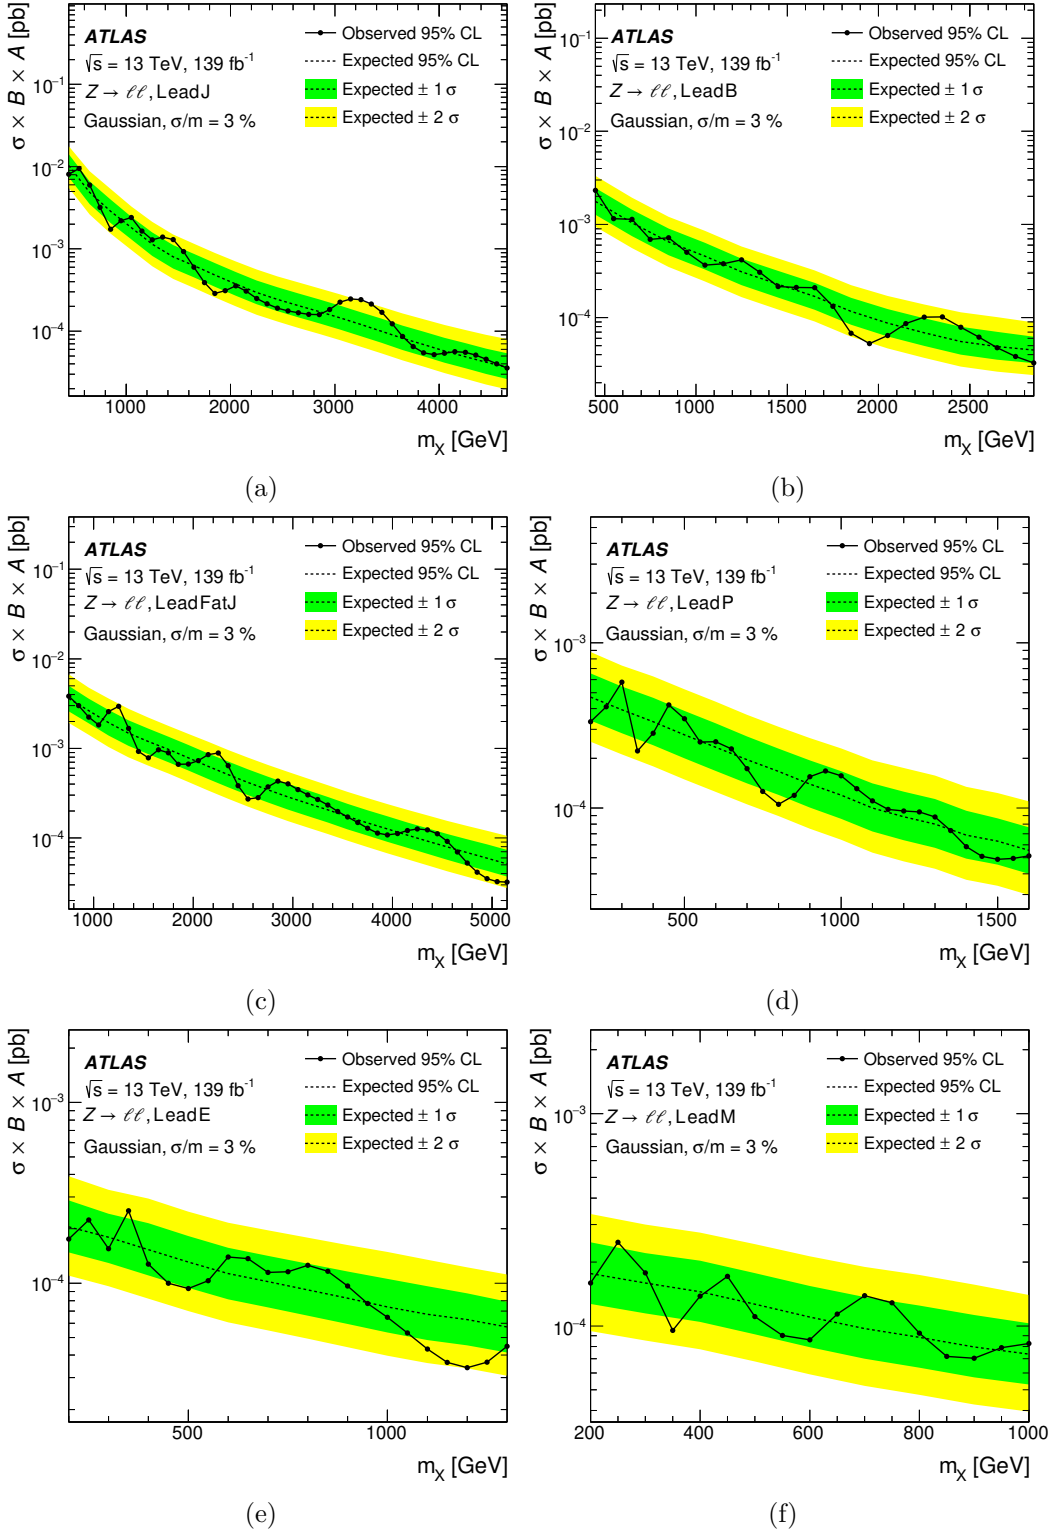 σ × B × A [pb]
ATLAS
√s = 13 TeV, 139 fb⁻¹
Z → ℓℓ, LeadJ
Gaussian, σ/m = 3 %
Observed 95% CL
Expected 95% CL
Expected ± 1 σ
Expected ± 2 σ
10⁻¹
10⁻²
10⁻³
10⁻⁴
1000 2000 3000 4000
m_X [GeV]
(a)
σ × B × A [pb]
ATLAS
√s = 13 TeV, 139 fb⁻¹
Z → ℓℓ, LeadB
Gaussian, σ/m = 3 %
Observed 95% CL
Expected 95% CL
Expected ± 1 σ
Expected ± 2 σ
10⁻¹
10⁻²
10⁻³
10⁻⁴
500 1000 1500 2000 2500
m_X [GeV]
(b)
σ × B × A [pb]
ATLAS
√s = 13 TeV, 139 fb⁻¹
Z → ℓℓ, LeadFatJ
Gaussian, σ/m = 3 %
Observed 95% CL
Expected 95% CL
Expected ± 1 σ
Expected ± 2 σ
10⁻¹
10⁻²
10⁻³
10⁻⁴
1000 2000 3000 4000 5000
m_X [GeV]
(c)
σ × B × A [pb]
ATLAS
√s = 13 TeV, 139 fb⁻¹
Z → ℓℓ, LeadP
Gaussian, σ/m = 3 %
Observed 95% CL
Expected 95% CL
Expected ± 1 σ
Expected ± 2 σ
10⁻³
10⁻⁴
500 1000 1500
m_X [GeV]
(d)
σ × B × A [pb]
ATLAS
√s = 13 TeV, 139 fb⁻¹
Z → ℓℓ, LeadE
Gaussian, σ/m = 3 %
Observed 95% CL
Expected 95% CL
Expected ± 1 σ
Expected ± 2 σ
10⁻³
10⁻⁴
500 1000
m_X [GeV]
(e)
σ × B × A [pb]
ATLAS
√s = 13 TeV, 139 fb⁻¹
Z → ℓℓ, LeadM
Gaussian, σ/m = 3 %
Observed 95% CL
Expected 95% CL
Expected ± 1 σ
Expected ± 2 σ
10⁻³
10⁻⁴
200 400 600 800 1000
m_X [GeV]
(f)